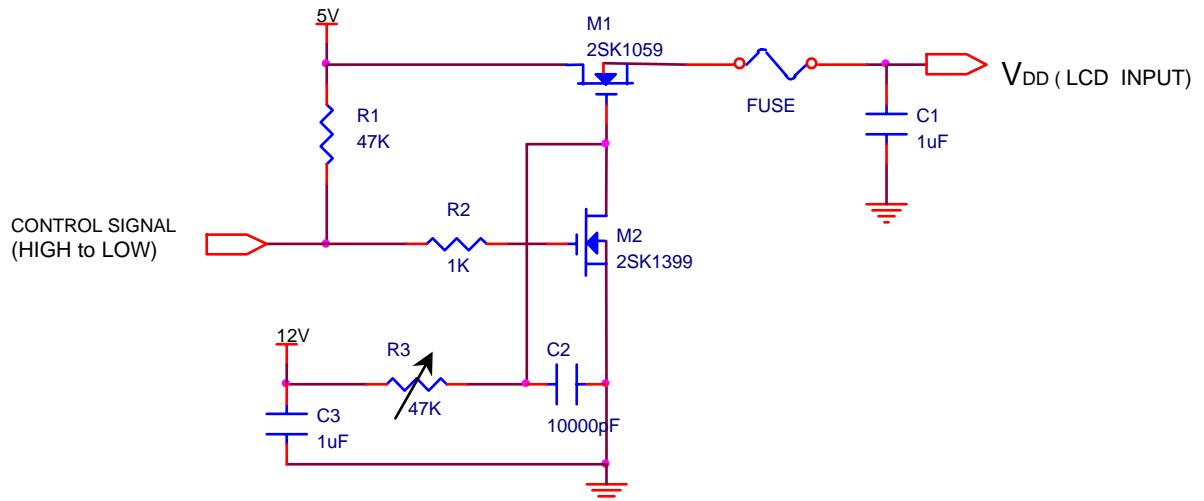 5V
M1
2SK1059
VDD ( LCD INPUT)
FUSE
R1
47K
C1
1uF
CONTROL SIGNAL
(HIGH to LOW)
R2
1K
M2
2SK1399
12V
R3
47K
C2
10000pF
C3
1uF